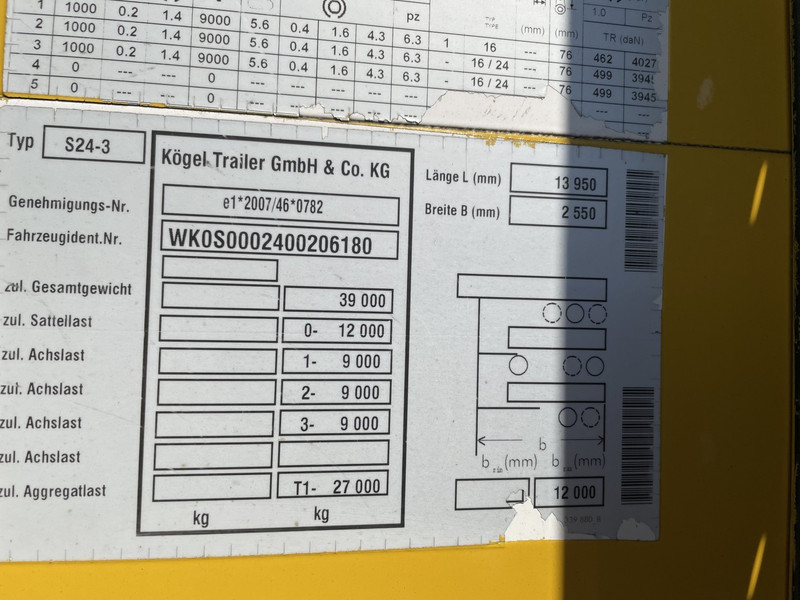 pz 1.0 Pz
TYP
TYPE (mm) (mm) TR (daN)
1 1000 0.2 1.4 9000 5.6 0.4 1.6 4.3 6.3 1 16 --- 76 462 4027
2 1000 0.2 1.4 9000 5.6 0.4 1.6 4.3 6.3 - 16 / 24 --- 76 499
3 1000 0.2 1.4 9000 5.6 0.4 1.6 4.3 6.3 - 16 / 24 --- 76 499 3945
4 0 --- --- 0 --- --- --- --- ---
5 0 --- --- 0 --- --- --- --- ---
Typ S24-3
Kögel Trailer GmbH & Co. KG
Genehmigungs-Nr. e1*2007/46*0782
Fahrzeugident.Nr. WK0S0002400206180
Länge L (mm) 13 950
Breite B (mm) 2 550
zul. Gesamtgewicht 39 000
zul. Sattellast 0- 12 000
zul. Achslast 1- 9 000
zul. Achslast 2- 9 000
zul. Achslast 3- 9 000
zul. Achslast
zul. Aggregatlast T1- 27 000
kg kg
b
b min (mm) b (mm)
12 000